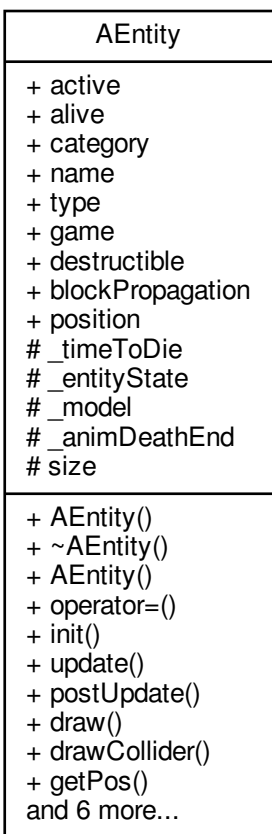 AEntity
+ active
+ alive
+ category
+ name
+ type
+ game
+ destructible
+ blockPropagation
+ position
# _timeToDie
# _entityState
# _model
# _animDeathEnd
# size
+ AEntity()
+ ~AEntity()
+ AEntity()
+ operator=()
+ init()
+ update()
+ postUpdate()
+ draw()
+ drawCollider()
+ getPos()
and 6 more...